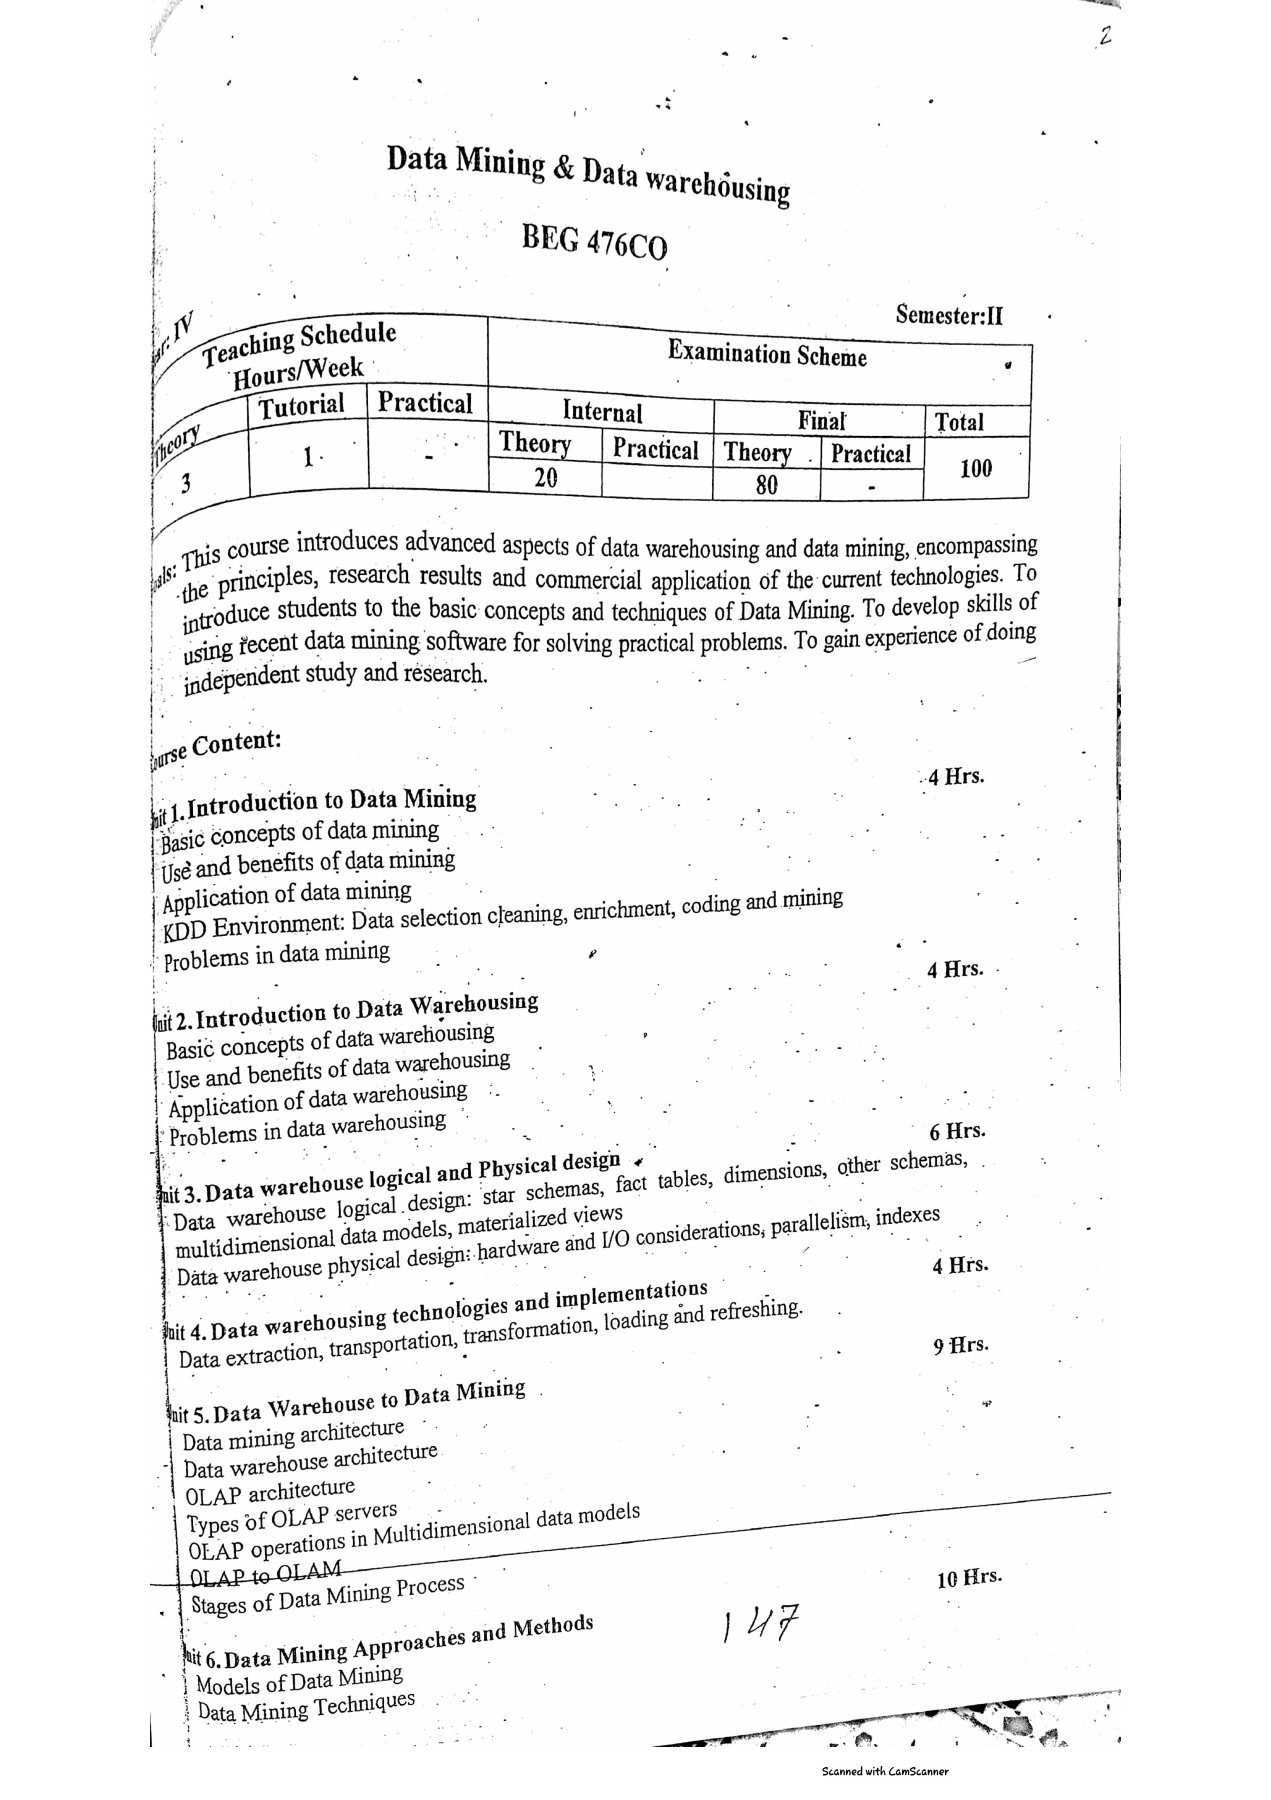 2
Data Mining & Data warehousing
BEG 476CO
ar: IV
Semester:II
Teaching Schedule
Hours/Week
Examination Scheme
Theory
Tutorial
Practical
Internal
Final
Total
Theory
Practical
Theory
Practical
3
1
-
20
80
-
100
als: This course introduces advanced aspects of data warehousing and data mining, encompassing
the principles, research results and commercial application of the current technologies. To
introduce students to the basic concepts and techniques of Data Mining. To develop skills of
using recent data mining software for solving practical problems. To gain experience of doing
independent study and research.
ourse Content:
4 Hrs.
nit 1. Introduction to Data Mining
Basic concepts of data mining
Use and benefits of data mining
Application of data mining
KDD Environment: Data selection cleaning, enrichment, coding and mining
Problems in data mining
4 Hrs.
nit 2. Introduction to Data Warehousing
Basic concepts of data warehousing
Use and benefits of data warehousing
Application of data warehousing
Problems in data warehousing
6 Hrs.
nit 3. Data warehouse logical and Physical design
Data warehouse logical design: star schemas, fact tables, dimensions, other schemas,
multidimensional data models, materialized views
Data warehouse physical design: hardware and I/O considerations, parallelism, indexes
4 Hrs.
nit 4. Data warehousing technologies and implementations
Data extraction, transportation, transformation, loading and refreshing.
9 Hrs.
nit 5. Data Warehouse to Data Mining
Data mining architecture
Data warehouse architecture
OLAP architecture
Types of OLAP servers
OLAP operations in Multidimensional data models
OLAP to OLAM
Stages of Data Mining Process
10 Hrs.
nit 6. Data Mining Approaches and Methods
147
Models of Data Mining
Data Mining Techniques
Scanned with CamScanner